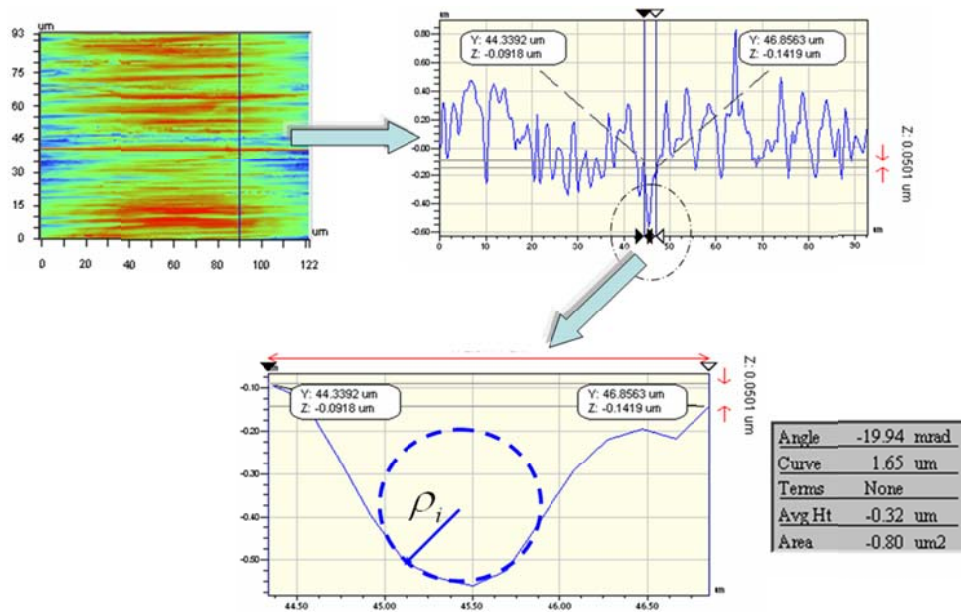 um
93
75
60
45
30
15
0
0 20 40 60 80 100 122
um
um
0.80
0.60
0.40
0.20
-0.00
-0.20
-0.40
-0.60
0 10 20 30 40 50 60 70 80 90
um
Y: 44.3392 um
Z: -0.0918 um
Y: 46.8563 um
Z: -0.1419 um
Z: 0.0501 um
-0.10
-0.20
-0.30
-0.40
-0.50
44.50 45.00 45.50 46.00 46.50
um
Y: 44.3392 um
Z: -0.0918 um
Y: 46.8563 um
Z: -0.1419 um
Z: 0.0501 um
ρi
Angle -19.94 mrad
Curve 1.65 um
Terms None
Avg Ht -0.32 um
Area -0.80 um2